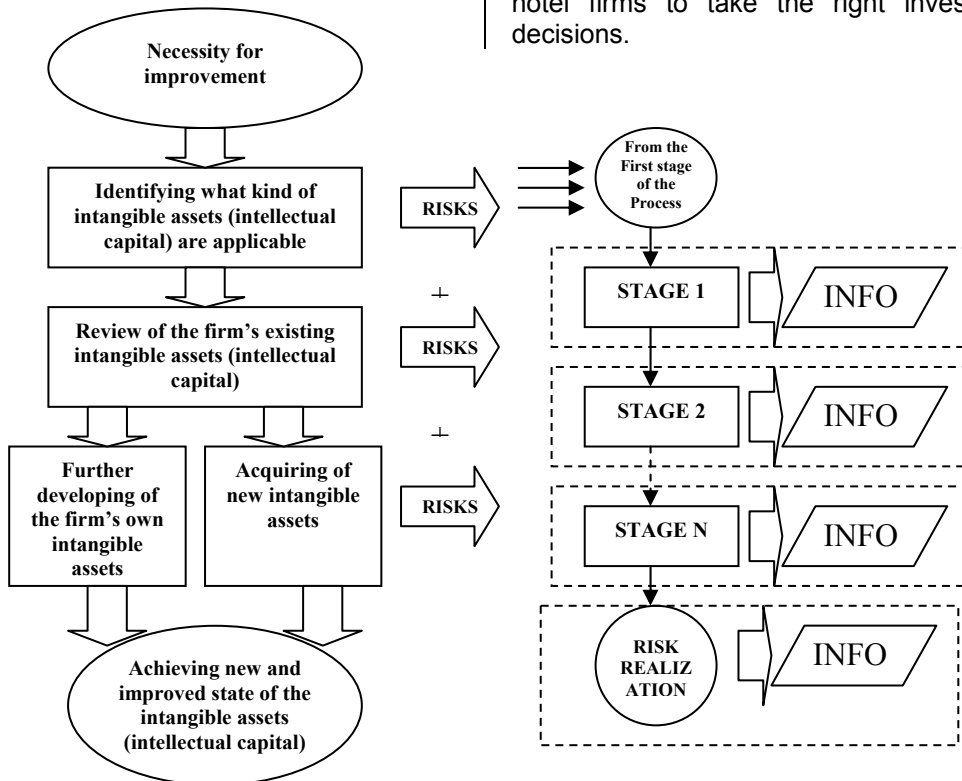 hotel firms to take the right inves
decisions.
Necessity for
improvement
Identifying what kind of
intangible assets (intellectual
capital) are applicable
Review of the firm's existing
intangible assets (intellectual
capital)
Further
developing of
the firm's own
intangible
assets
Acquiring of
new intangible
assets
Achieving new and
improved state of the
intangible assets
(intellectual capital)
RISKS
+
RISKS
+
RISKS
From the
First stage
of the
Process
STAGE 1
INFO
STAGE 2
INFO
STAGE N
INFO
RISK
REALIZ
ATION
INFO